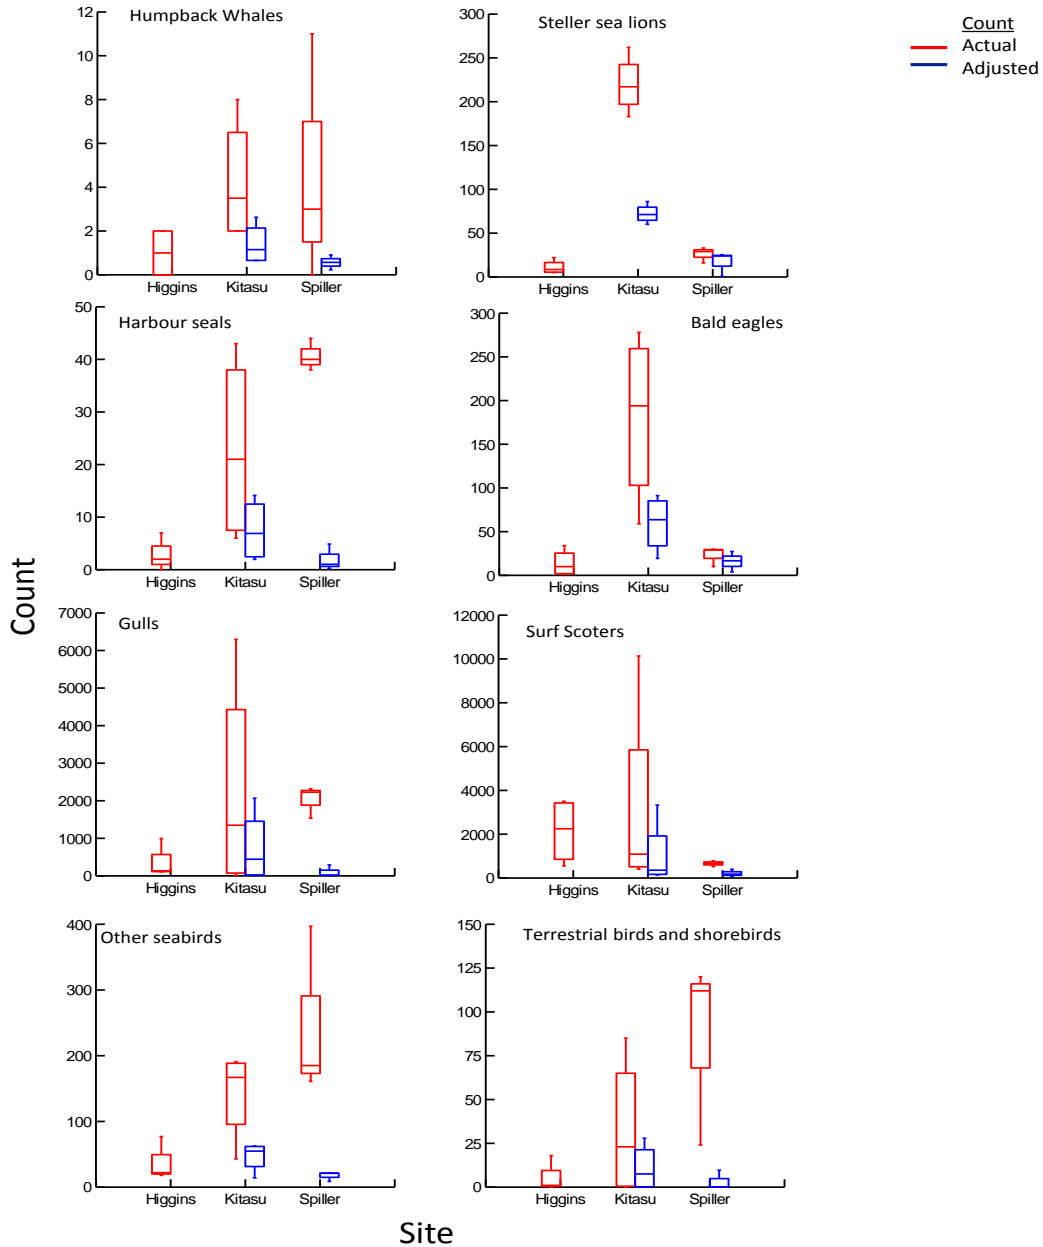 Humpback Whales
12
10
8
6
4
2
0
Higgins Kitasu Spiller
Steller sea lions
300
250
200
150
100
50
0
Higgins Kitasu Spiller
Count
Actual
Adjusted
Harbour seals
50
40
30
20
10
0
Higgins Kitasu Spiller
Bald eagles
300
250
200
150
100
50
0
Higgins Kitasu Spiller
Count
Gulls
7000
6000
5000
4000
3000
2000
1000
0
Higgins Kitasu Spiller
Surf Scoters
12000
10000
8000
6000
4000
2000
0
Higgins Kitasu Spiller
Other seabirds
400
300
200
100
0
Higgins Kitasu Spiller
Terrestrial birds and shorebirds
150
125
100
75
50
25
0
Higgins Kitasu Spiller
Site